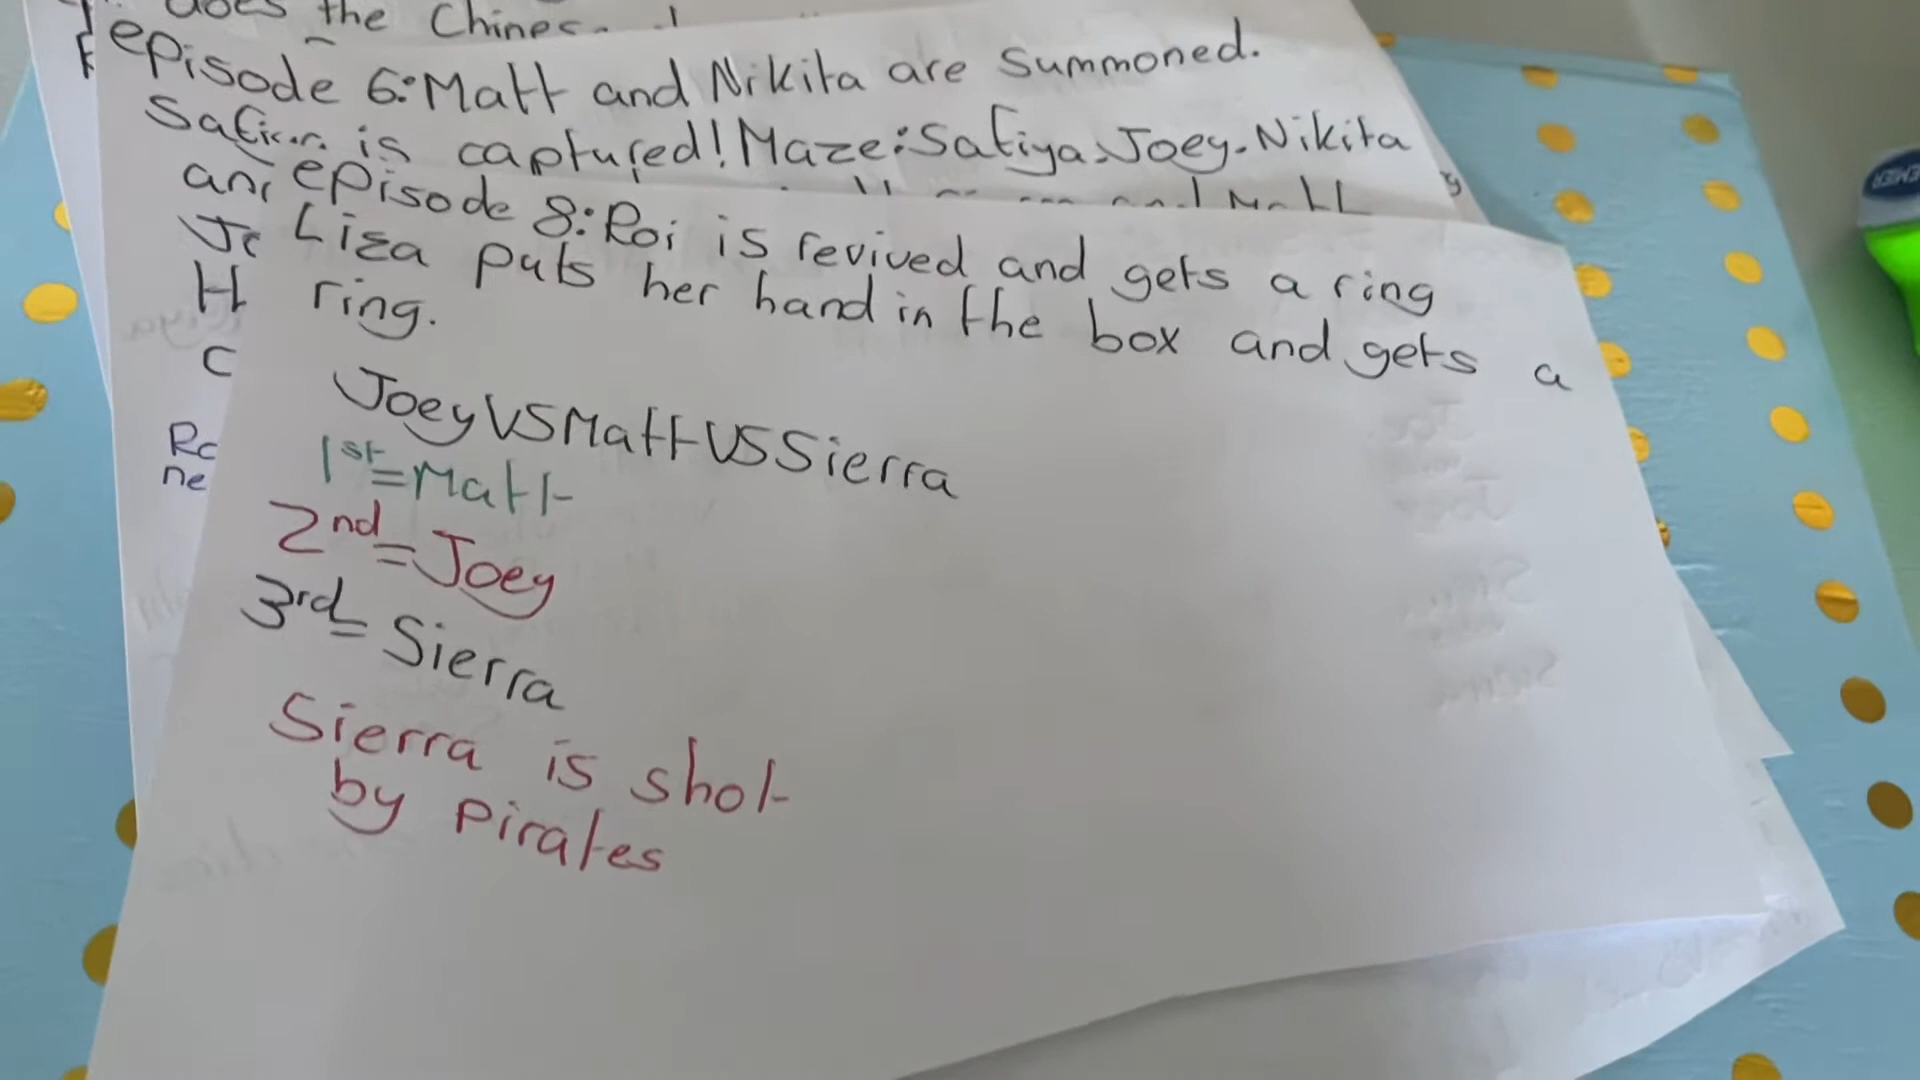 does the
episode 6: Matt and Nikita are summoned.
is captured! Maze: Safiya, Joey. Nikita
episode 8: Roi is revived and gets a ring
Liza puts her hand in the box and gets a
ring.
Joey VS Matt VS Sierra
1st = Matt
2nd = Joey
3rd = Sierra
Sierra is shot
by pirates